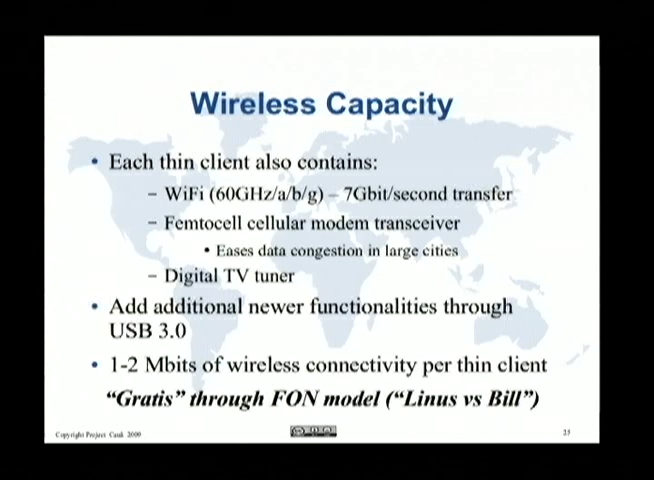 Wireless Capacity
• Each thin client also contains:
– WiFi (60GHz/a/b/g) – 7Gbit/second transfer
– Femtocell cellular modem transceiver
• Eases data congestion in large cities
– Digital TV tuner
• Add additional newer functionalities through
USB 3.0
• 1-2 Mbits of wireless connectivity per thin client
“Gratis” through FON model (“Linus vs Bill”)
Copyright Project Cauã 2009
25